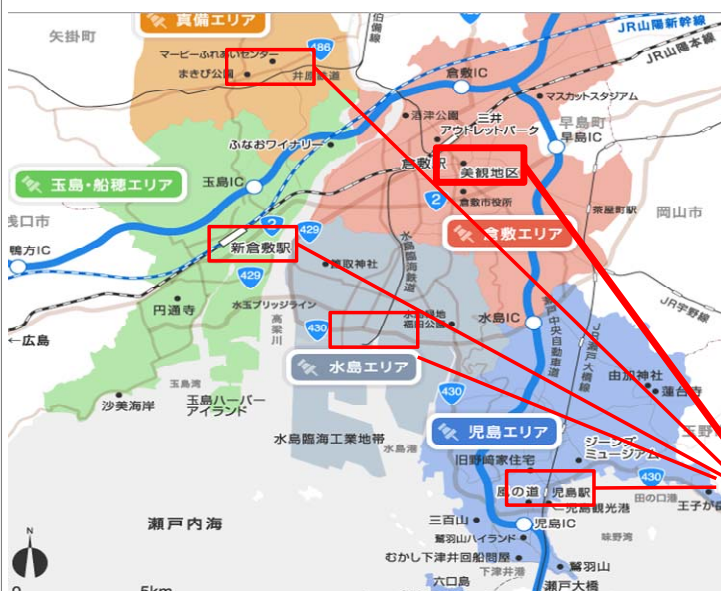 真備エリア
矢掛町
伯備線
JR山陽新幹線
JR山陽本線
マービーふれあいセンター
486
まきび公園
井原鉄道
倉敷IC
マスカットスタジアム
酒津公園
三井
アウトレットパーク
早島町
早島IC
ふなおワイナリー
倉敷駅
美観地区
玉島・船穂エリア
玉島IC
倉敷市役所
2
茶屋町駅
岡山市
浅口市
2
429
倉敷エリア
新倉敷駅
鴨方IC
水島臨海鉄道
429
円通寺
水玉ブリッジライン
高梁川
430
福田公園
水島IC
瀬戸中央自動車道
JR瀬戸大橋線
JR宇野線
←広島
水島エリア
由加神社
蓮台寺
玉島湾
沙美海岸
玉島ハーバー
アイランド
430
児島エリア
玉野
水島臨海工業地帯
水島港
ジーンズ
ミュージアム
旧野﨑家住宅
430
風の道
児島駅
児島観光港
田の口港
王子が
瀬戸内海
三百山
児島IC
味野湾
鷲羽山ハイランド
N
むかし下津井回船問屋
鷲羽山
下津井港
六口島
瀬戸大橋
0
5km